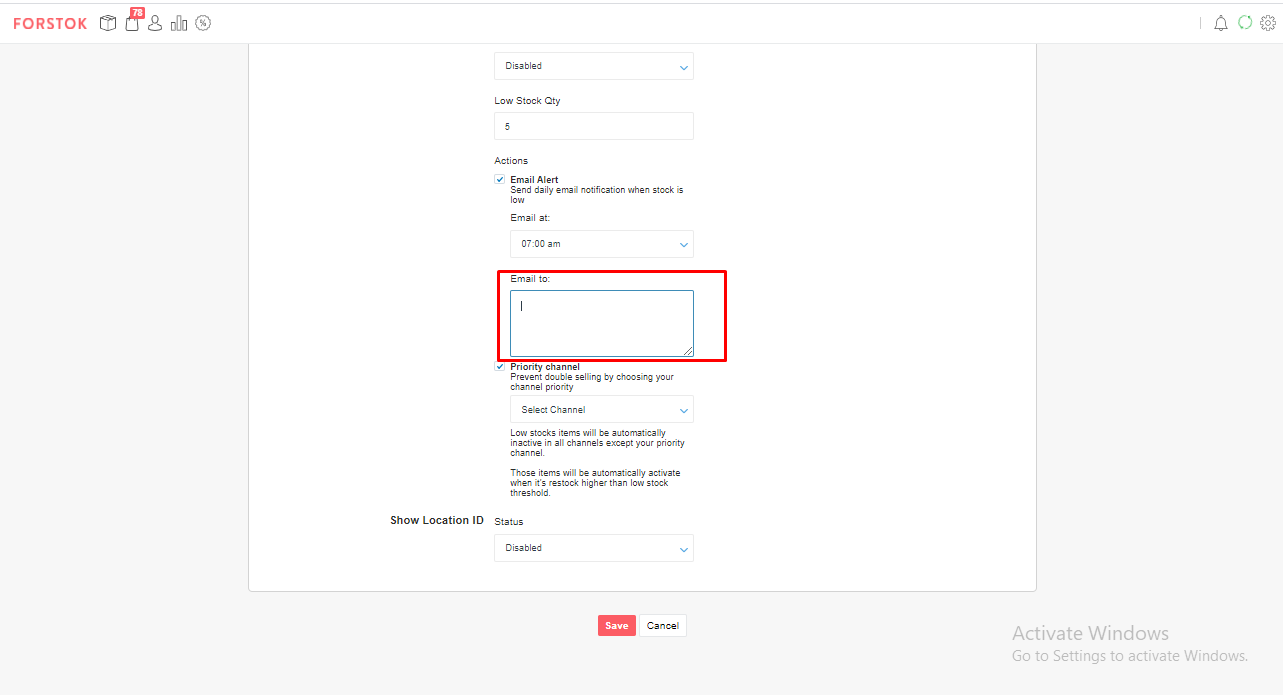 FORSTOK
78
Disabled
Low Stock Qty
5
Actions
Email Alert
Send daily email notification when stock is
low
Email at:
07:00 am
Email to:
Priority channel
Prevent double selling by choosing your
channel priority
Select Channel
Low stocks items will be automatically
inactive in all channels except your priority
channel.
Those items will be automatically activate
when it's restock higher than low stock
threshold.
Show Location ID
Status
Disabled
Save
Cancel
Activate Windows
Go to Settings to activate Windows.